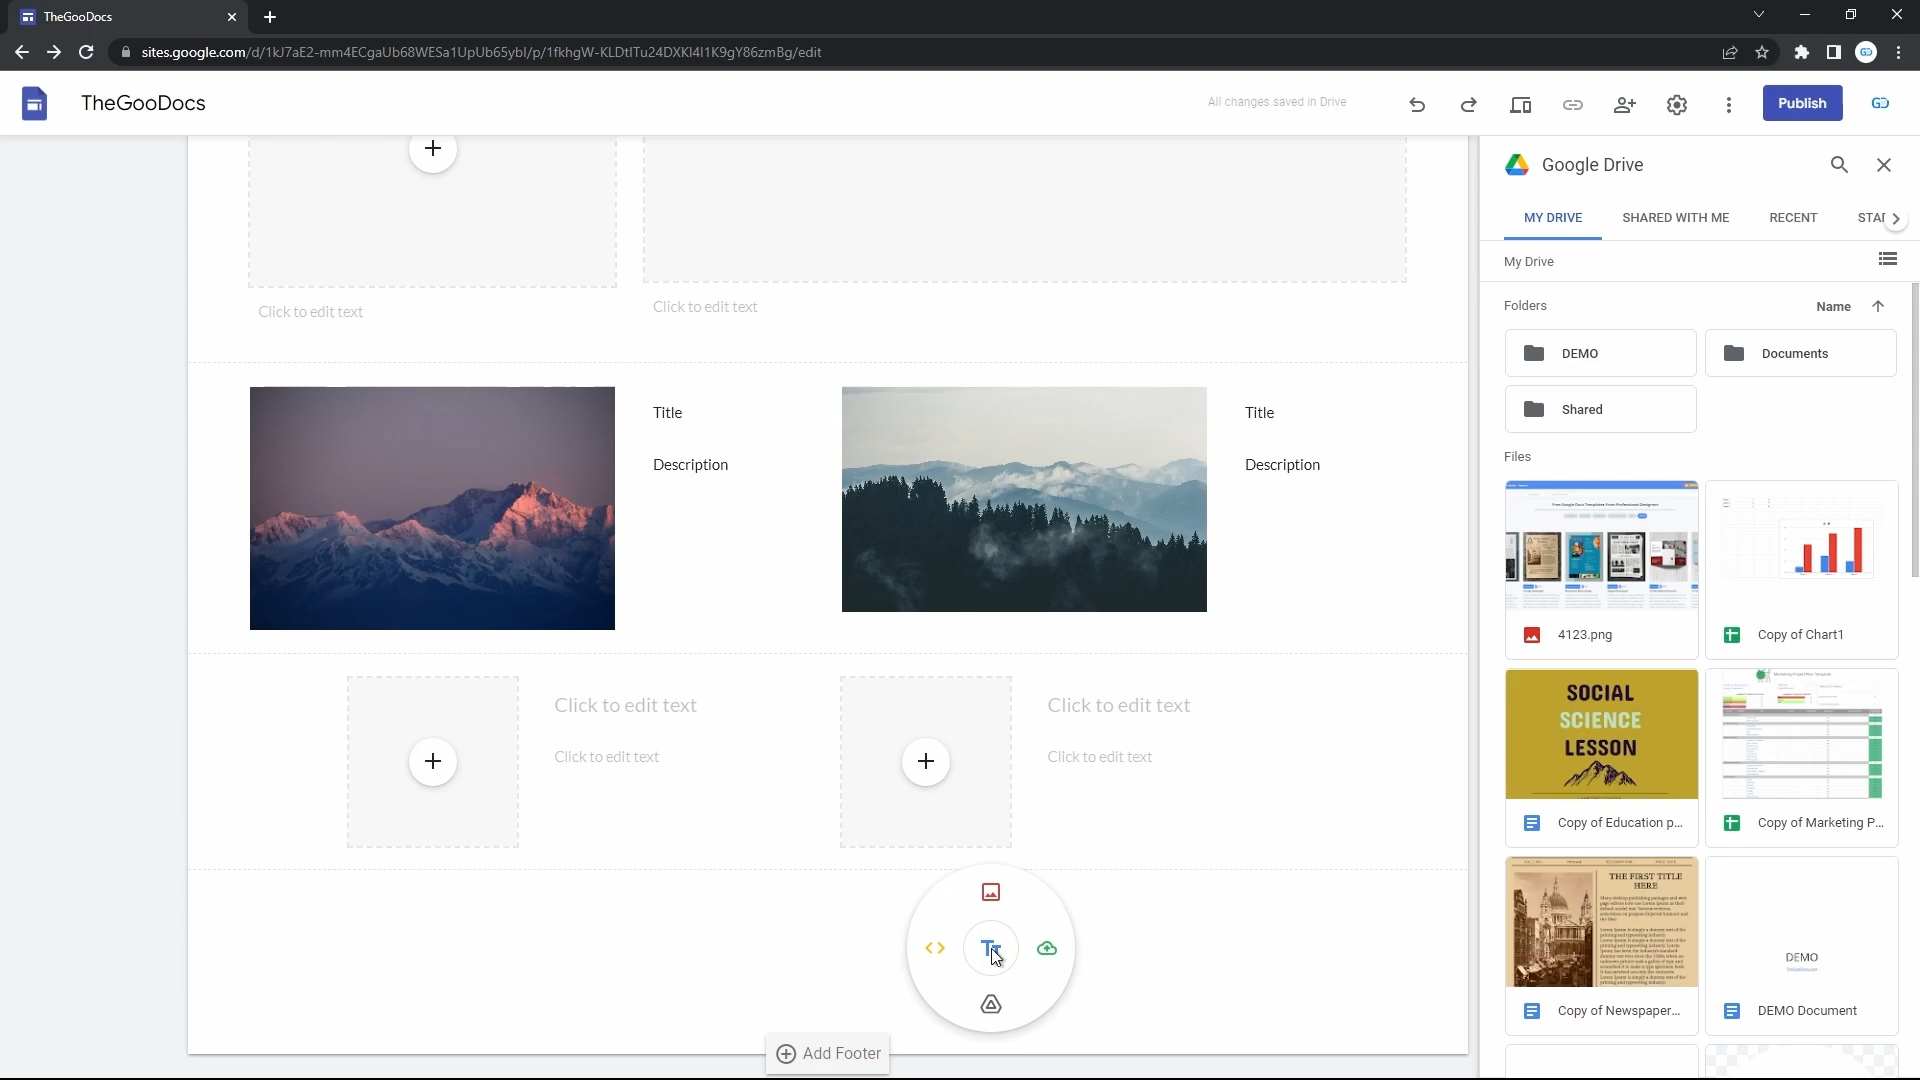 TheGooDocs
sites.google.com/d/1kJ7aE2-mm4ECgaUb68WESa1UpUb65ybI/p/1fkhgW-KLDtITu24DXKl4l1K9gY86zmBg/edit
TheGooDocs
All changes saved in Drive
Publish
Google Drive
MY DRIVE
SHARED WITH ME
RECENT
My Drive
Folders
Name
DEMO
Documents
Shared
Files
4123.png
Copy of Chart1
SOCIAL
SCIENCE
LESSON
Copy of Education p...
Copy of Marketing P...
THE FIRST TITLE
HERE
Copy of Newspaper...
DEMO
DEMO Document
Click to edit text
Click to edit text
Title
Description
Title
Description
Click to edit text
Click to edit text
Click to edit text
Click to edit text
Tt
Add Footer